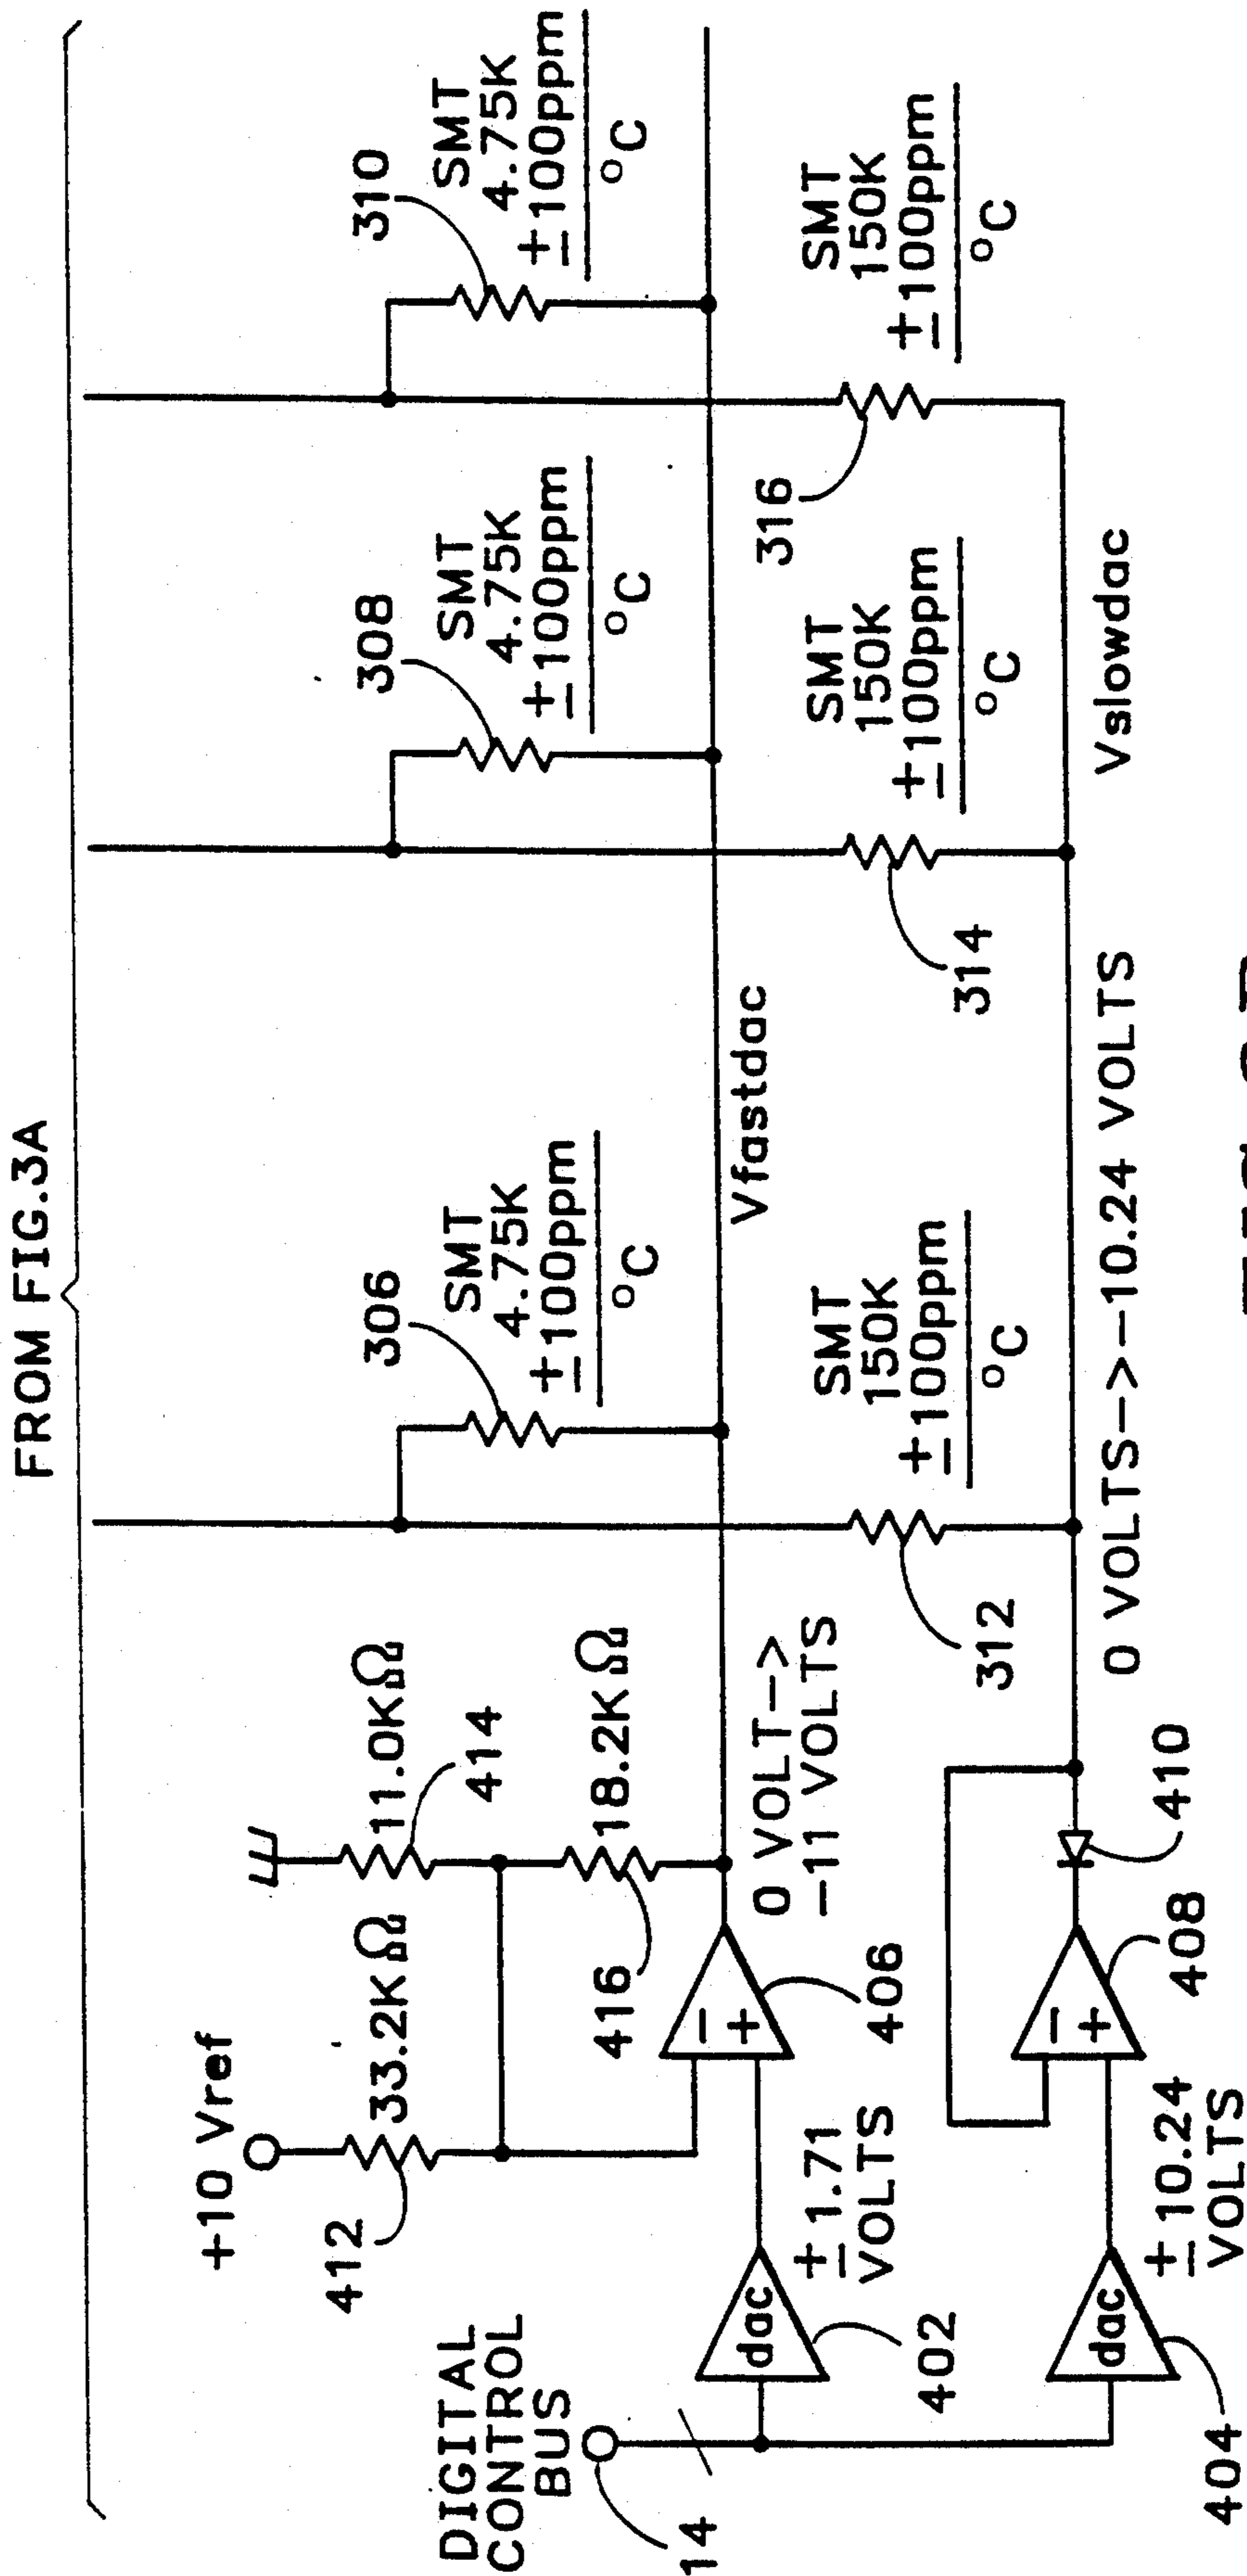 FROM FIG.3A
+10 Vref
412
33.2KΩ
11.0KΩ
414
416
18.2KΩ
306
SMT
4.75K
±100ppm
°C
308
SMT
4.75K
±100ppm
°C
310
SMT
4.75K
±100ppm
°C
DIGITAL
CONTROL
BUS
14
dac
402
±1.71
VOLTS
−
+
406
0 VOLT-->
-11 VOLTS
Vfastdac
312
SMT
150K
±100ppm
°C
314
SMT
150K
±100ppm
°C
316
SMT
150K
±100ppm
°C
dac
404
±10.24
VOLTS
−
+
408
410
0 VOLTS-->-10.24 VOLTS
Vslowdac